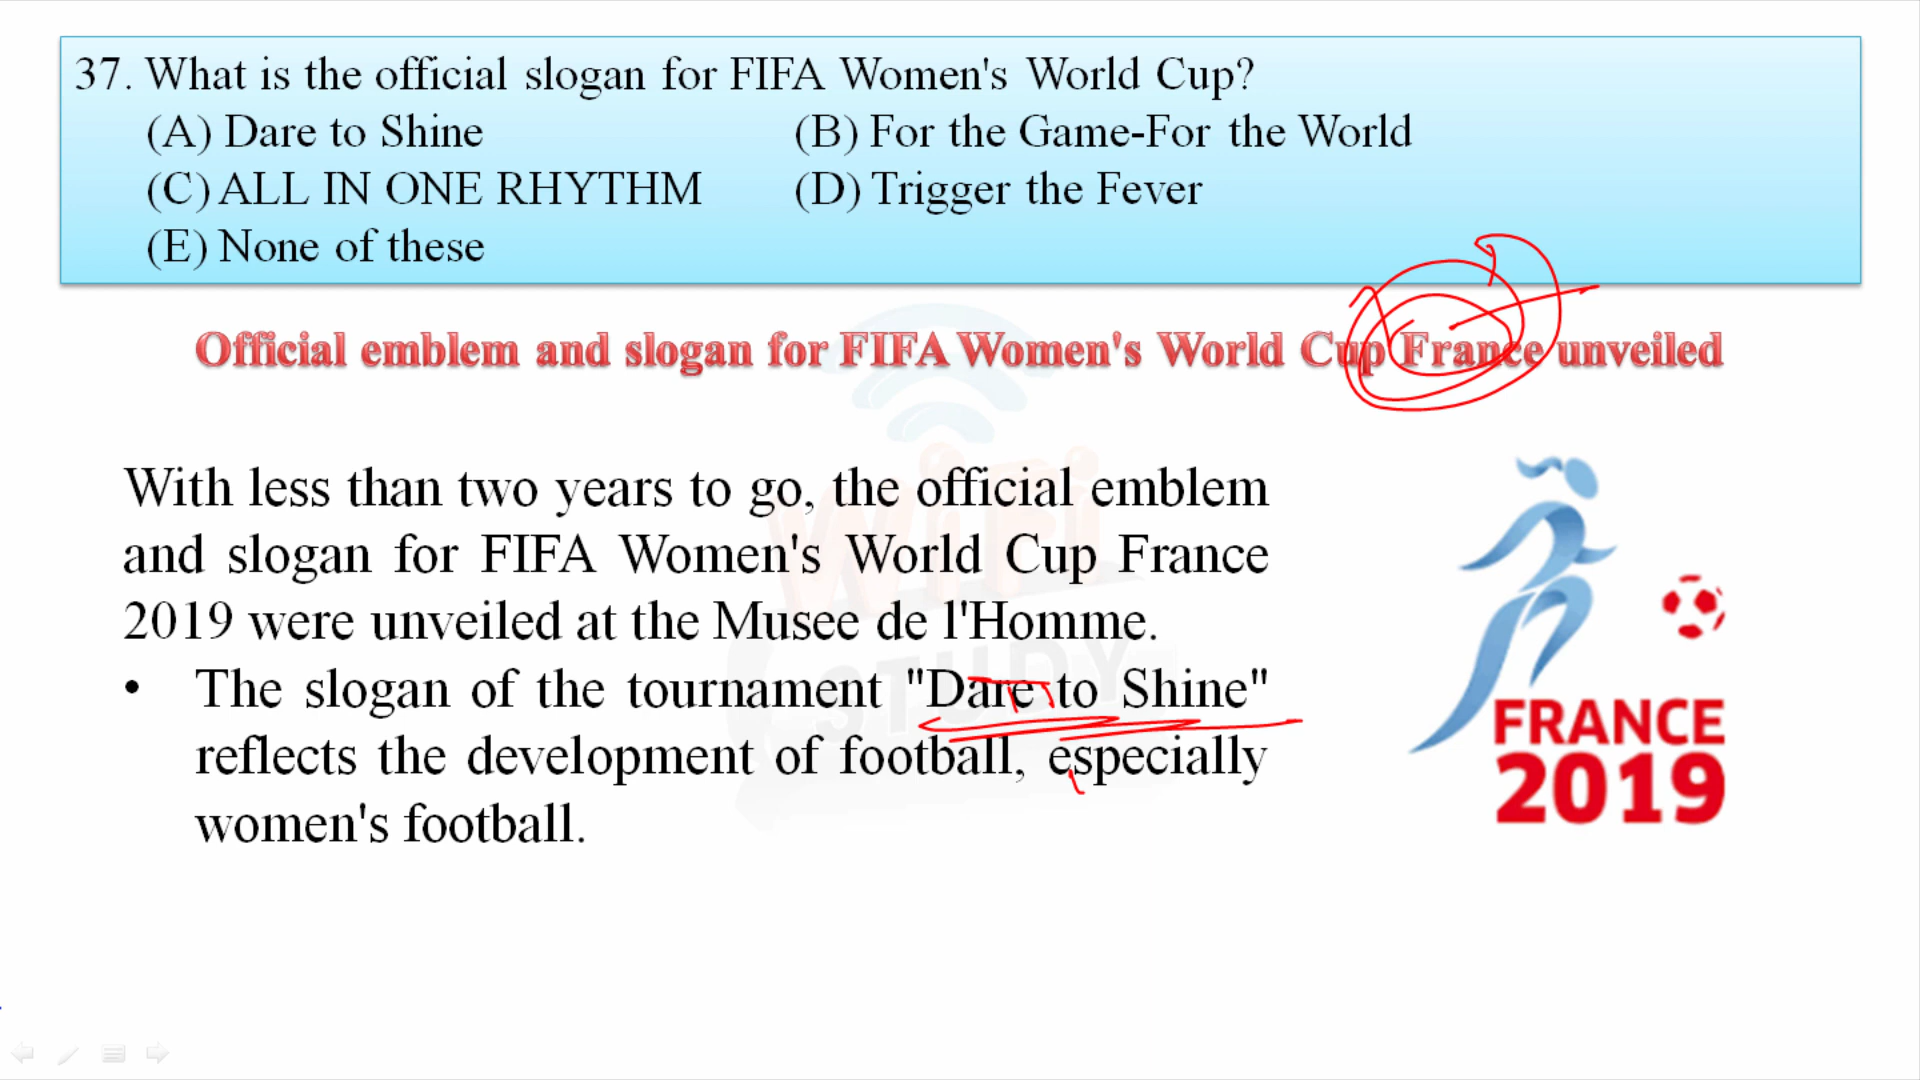 37. What is the official slogan for FIFA Women's World Cup?
(A) Dare to Shine (B) For the Game-For the World
(C) ALL IN ONE RHYTHM (D) Trigger the Fever
(E) None of these
Official emblem and slogan for FIFA Women's World Cup France unveiled
With less than two years to go, the official emblem
and slogan for FIFA Women's World Cup France
2019 were unveiled at the Musee de l'Homme.
• The slogan of the tournament "Dare to Shine"
reflects the development of football, especially
women's football.
FRANCE
2019
WiFi
STUDY